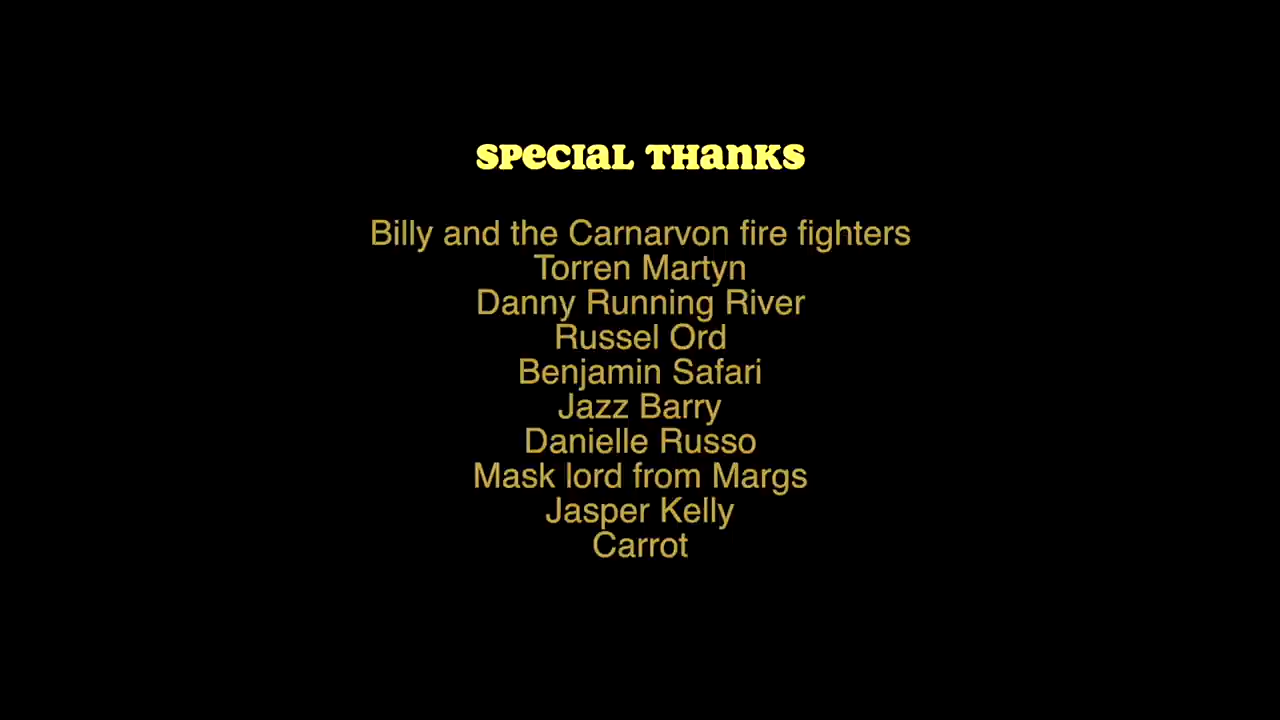 SPECIAL THANKS
Billy and the Carnarvon fire fighters
Torren Martyn
Danny Running River
Russel Ord
Benjamin Safari
Jazz Barry
Danielle Russo
Mask lord from Margs
Jasper Kelly
Carrot